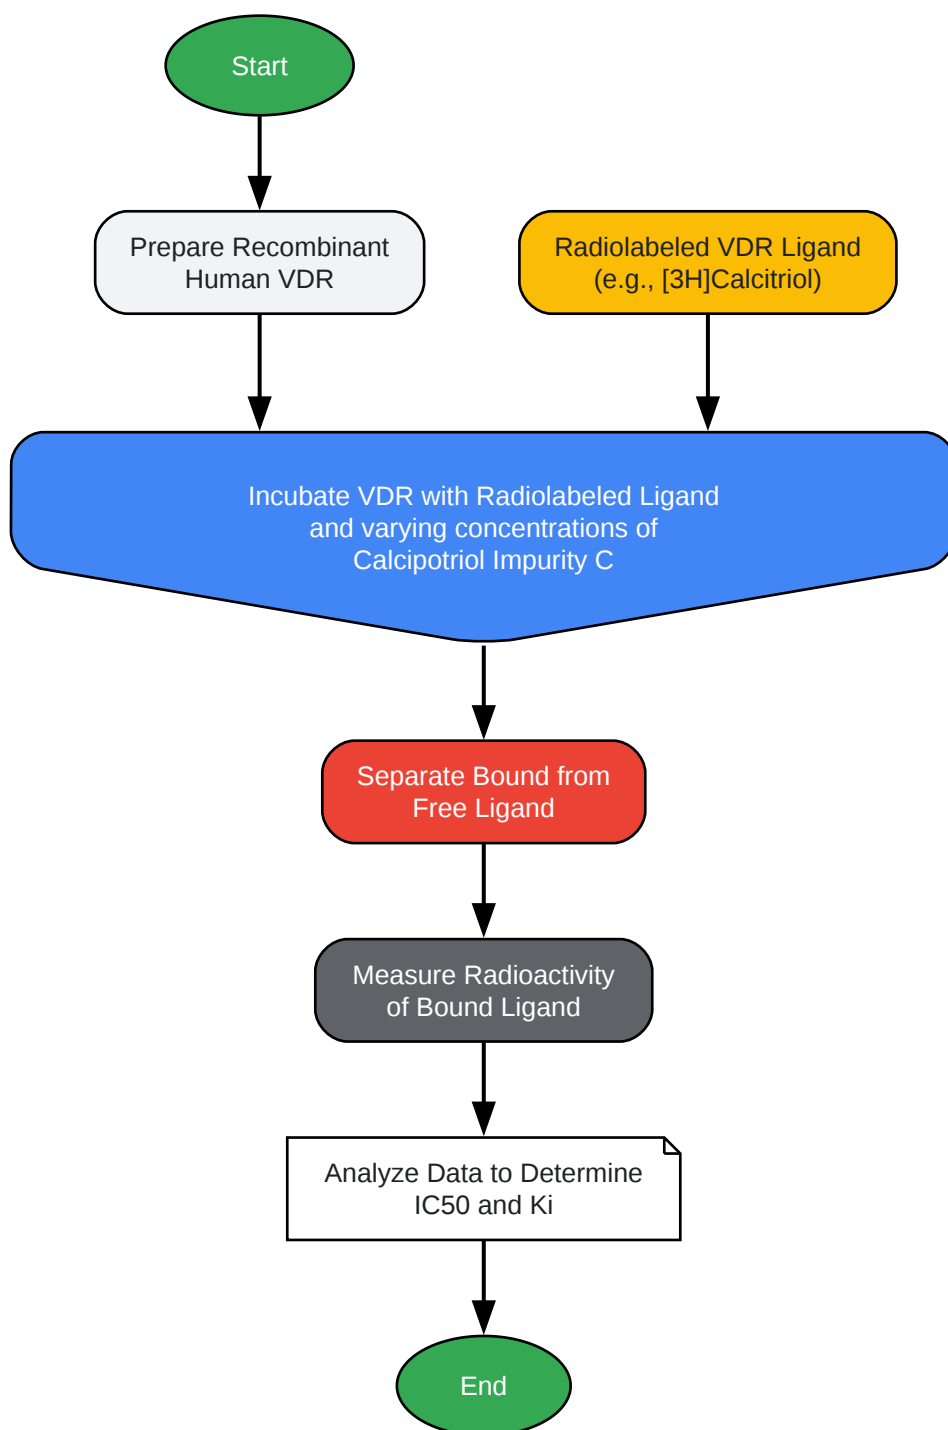 Start
Prepare Recombinant
Human VDR
Radiolabeled VDR Ligand
(e.g., [3H]Calcitriol)
Incubate VDR with Radiolabeled Ligand
and varying concentrations of
Calcipotriol Impurity C
Separate Bound from
Free Ligand
Measure Radioactivity
of Bound Ligand
Analyze Data to Determine
IC50 and Ki
End